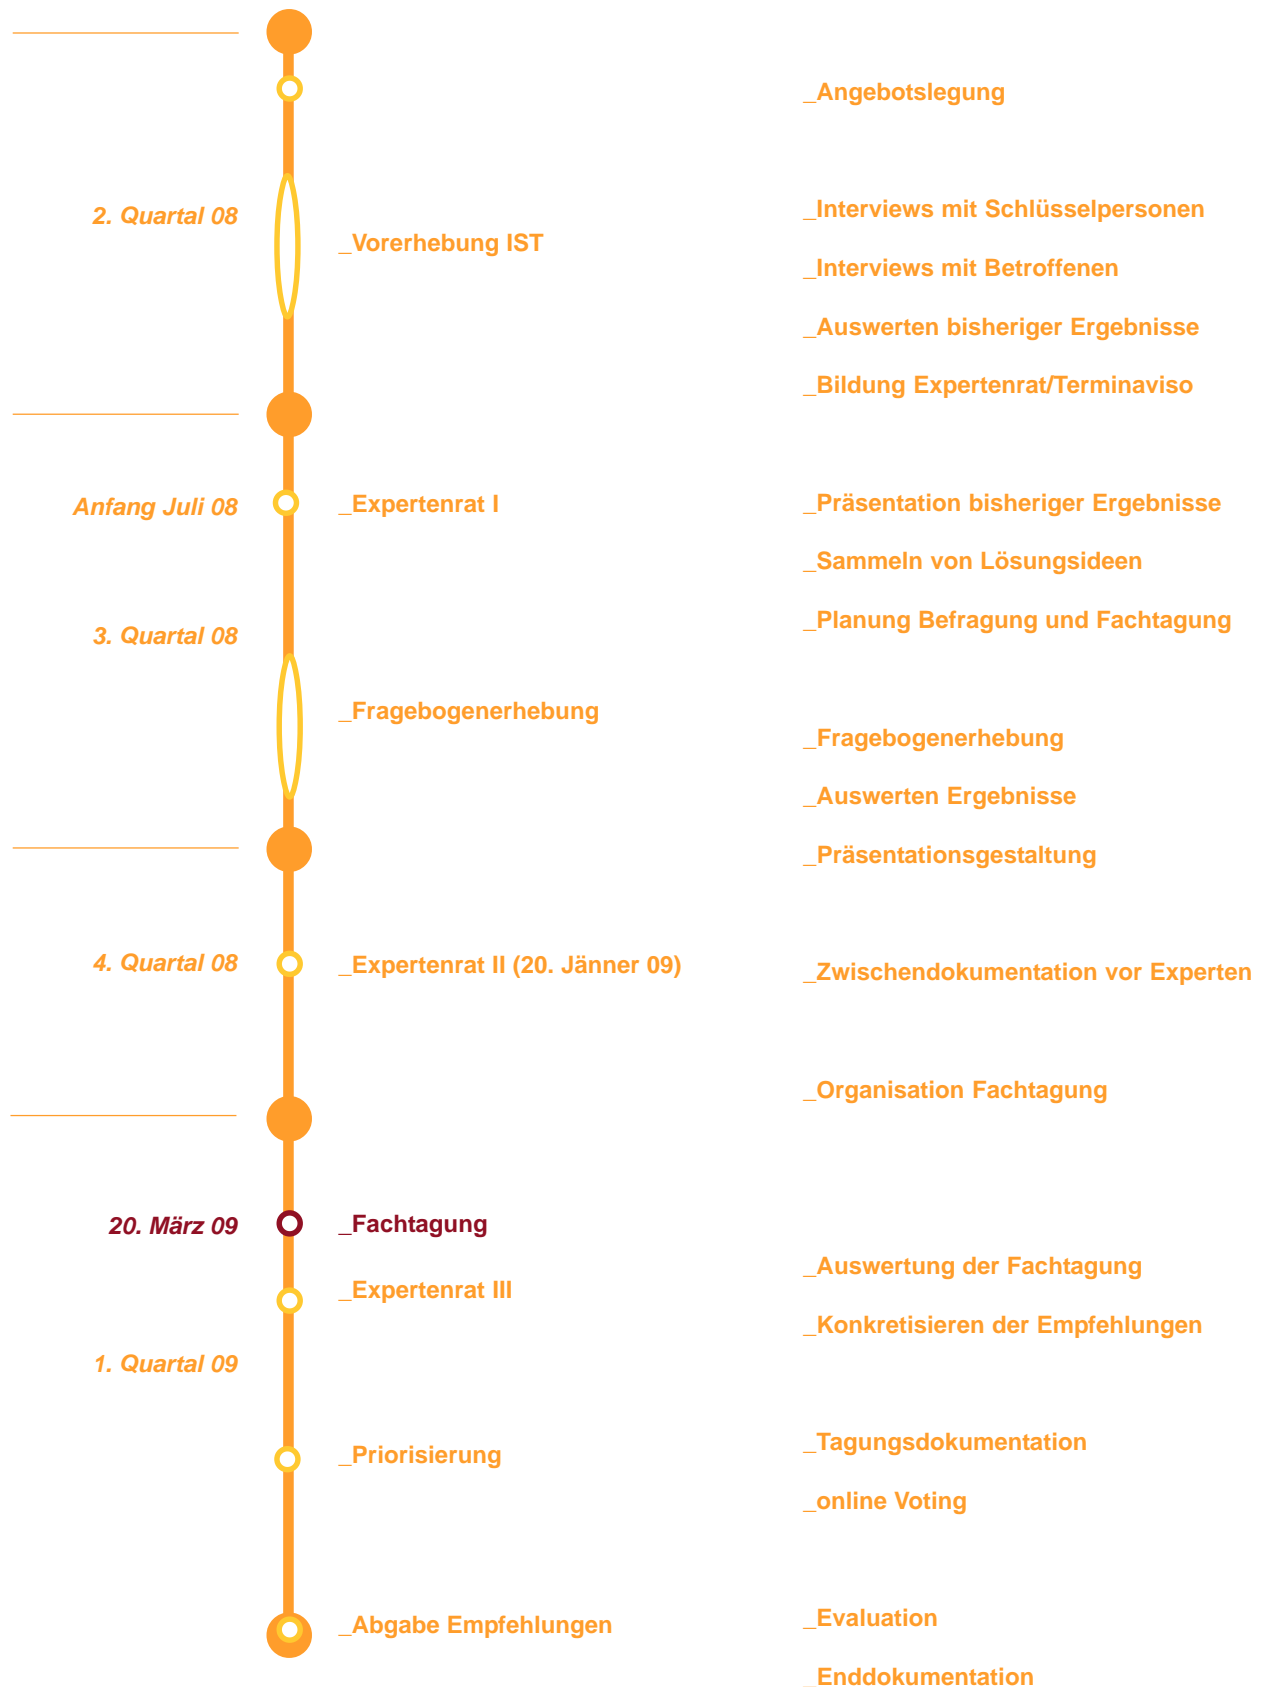 _Angebotslegung
2. Quartal 08
_Vorerhebung IST
_Interviews mit Schlüsselpersonen
_Interviews mit Betroffenen
_Auswerten bisheriger Ergebnisse
_Bildung Expertenrat/Terminaviso
Anfang Juli 08
_Expertenrat I
_Präsentation bisheriger Ergebnisse
_Sammeln von Lösungsideen
_Planung Befragung und Fachtagung
3. Quartal 08
_Fragebogenerhebung
_Fragebogenerhebung
_Auswerten Ergebnisse
_Präsentationsgestaltung
4. Quartal 08
_Expertenrat II (20. Jänner 09)
_Zwischendokumentation vor Experten
_Organisation Fachtagung
20. März 09
_Fachtagung
_Expertenrat III
_Auswertung der Fachtagung
_Konkretisieren der Empfehlungen
1. Quartal 09
_Priorisierung
_Tagungsdokumentation
_online Voting
_Abgabe Empfehlungen
_Evaluation
_Enddokumentation